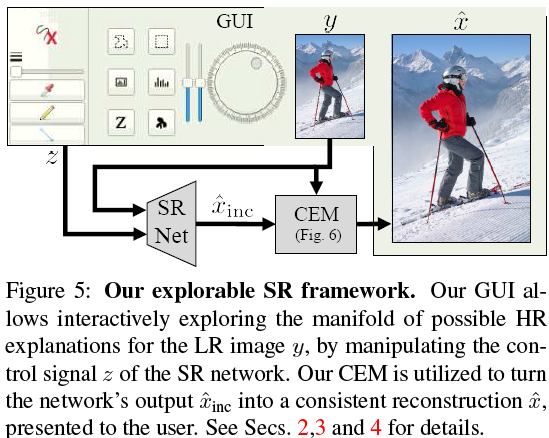 GUI
y
x̂
Z
z
SR
Net
x̂inc
CEM
(Fig. 6)
Figure 5: Our explorable SR framework. Our GUI al-
lows interactively exploring the manifold of possible HR
explanations for the LR image y, by manipulating the con-
trol signal z of the SR network. Our CEM is utilized to turn
the network's output x̂inc into a consistent reconstruction x̂,
presented to the user. See Secs. 2,3 and 4 for details.